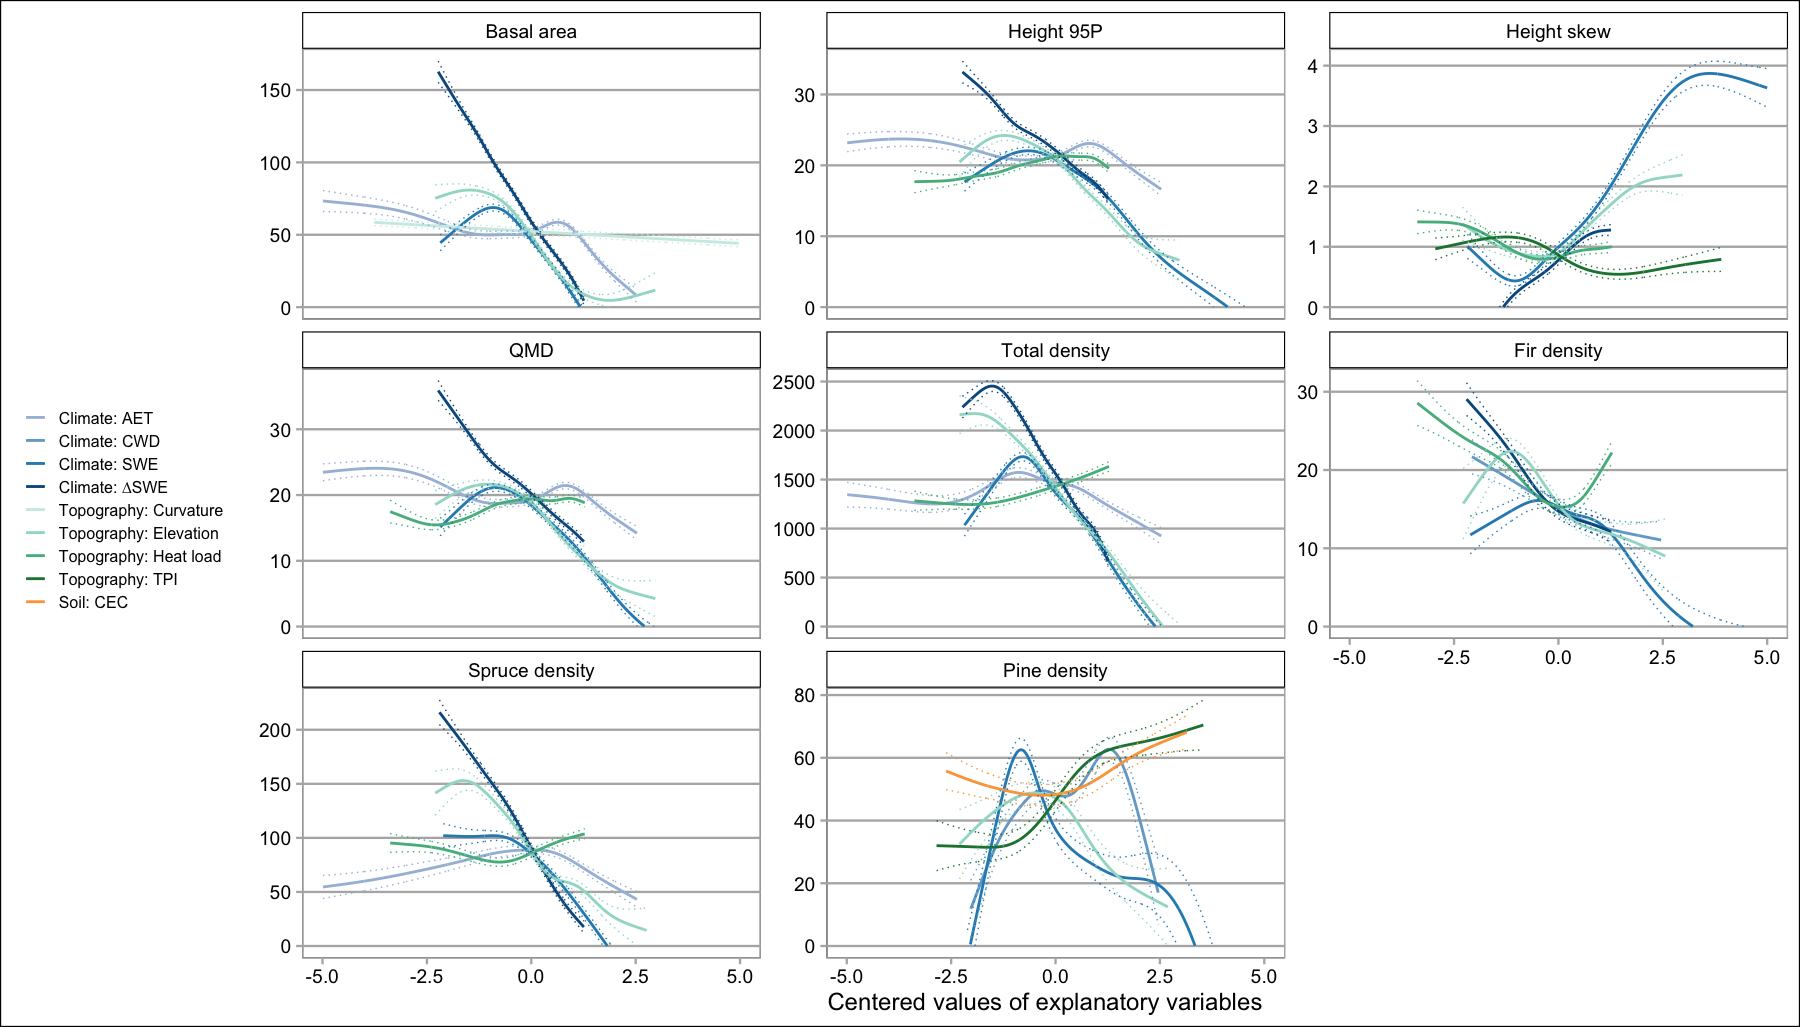 Basal area
Height 95P
Height skew
150
100
50
0
30
20
10
0
4
3
2
1
0
QMD
Total density
Fir density
30
20
10
0
2500
2000
1500
1000
500
0
30
20
10
0
-5.0 -2.5 0.0 2.5 5.0
Climate: AET
Climate: CWD
Climate: SWE
Climate: ΔSWE
Topography: Curvature
Topography: Elevation
Topography: Heat load
Topography: TPI
Soil: CEC
Spruce density
Pine density
200
150
100
50
0
80
60
40
20
0
-5.0 -2.5 0.0 2.5 5.0
-5.0 -2.5 0.0 2.5 5.0
Centered values of explanatory variables